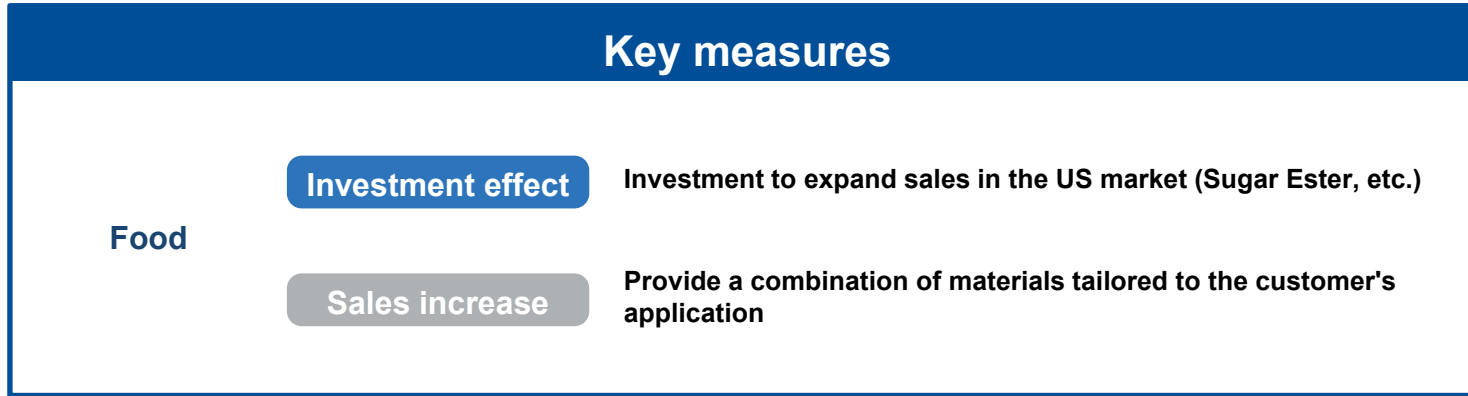 Key measures
Investment effect
Investment to expand sales in the US market (Sugar Ester, etc.)
Food
Sales increase
Provide a combination of materials tailored to the customer's
application